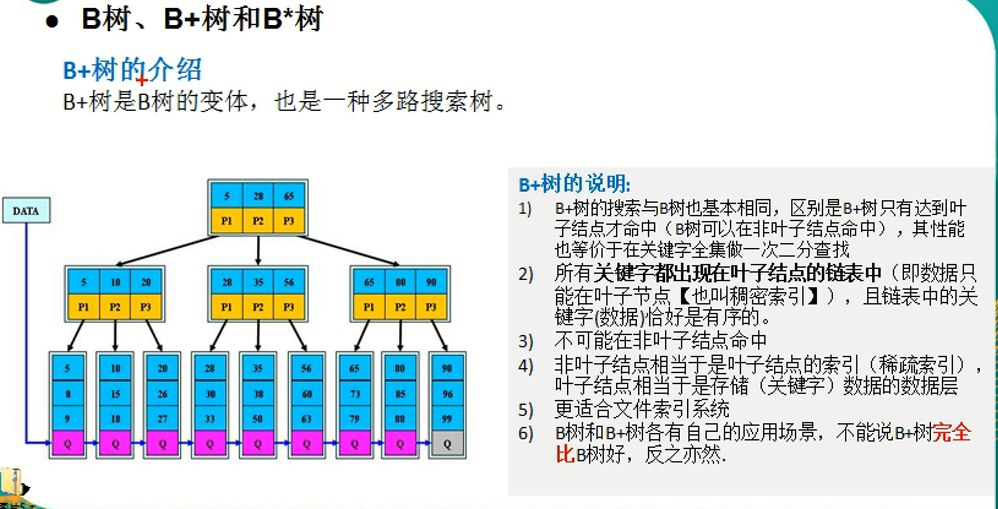 ● B树、B+树和B*树
B+树的介绍
B+树是B树的变体，也是一种多路搜索树。
DATA
5 28 65
P1 P2 P3
5 10 20
P1 P2 P3
28 35 56
P1 P2 P3
65 80 90
P1 P2 P3
5 10 20 28 35 56 65 80 90
8 15 26 30 38 60 73 85 96
9 18 27 33 50 63 79 88 99
Q Q Q Q Q Q Q Q Q
B+树的说明:
1) B+树的搜索与B树也基本相同，区别是B+树只有达到叶
子结点才命中（B树可以在非叶子结点命中），其性能
也等价于在关键字全集做一次二分查找
2) 所有关键字都出现在叶子结点的链表中（即数据只
能在叶子节点【也叫稠密索引】），且链表中的关
键字(数据)恰好是有序的。
3) 不可能在非叶子结点命中
4) 非叶子结点相当于是叶子结点的索引（稀疏索引），
叶子结点相当于是存储（关键字）数据的数据层
5) 更适合文件索引系统
6) B树和B+树各有自己的应用场景，不能说B+树完全
比B树好，反之亦然.